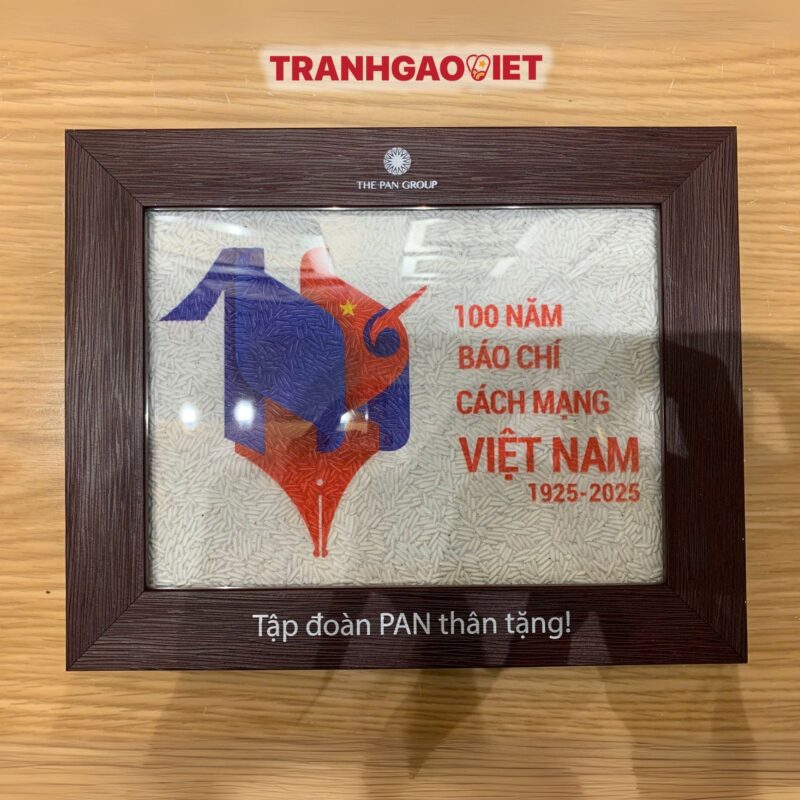 TRANHGAOVIET
THE PAN GROUP
100 NĂM
BÁO CHÍ
CÁCH MẠNG
VIỆT NAM
1925-2025
Tập đoàn PAN thân tặng!